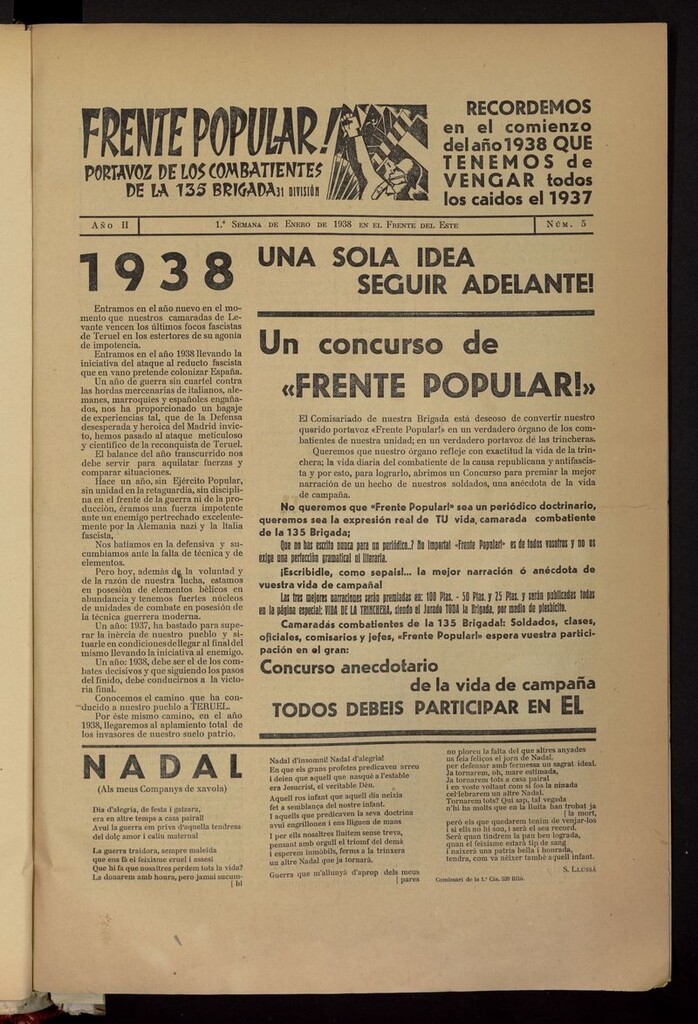 FRENTE POPULAR!
PORTAVOZ DE LOS COMBATIENTES
DE LA 135 BRIGADA 31 DIVISIÓN
RECORDEMOS
en el comienzo
del año 1938 QUE
TENEMOS de
VENGAR todos
los caidos el 1937
AÑO II
1.ª SEMANA DE ENERO DE 1938 EN EL FRENTE DEL ESTE
NÚM. 5
1938
Entramos en el año nuevo en el mo-
mento que nuestros camaradas de Le-
vante vencen los últimos focos fascistas
de Teruel en los estertores de su agonia
de impotencia.
Entramos en el año 1938 llevando la
iniciativa del ataque al reducto fascista
que en vano pretende colonizar España.
Un año de guerra sin cuartel contra
las hordas mercenarias de italianos, ale-
manes, marroquies y españoles engaña-
dos, nos ha proporcionado un bagaje
de experiencias tal, que de la Defensa
desesperada y heroica del Madrid invic-
to, hemos pasado al ataque meticuloso
y cientifico de la reconquista de Teruel.
El balance del año transcurrido nos
debe servir para aquilatar fuerzas y
comparar situaciones.
Hace un año, sin Ejército Popular,
sin unidad en la retaguardia, sin discipli-
na en el frente de la guerra ni de la pro-
ducción, éramos una fuerza impotente
ante un enemigo pertrechado excelente-
mente por la Alemania nazi y la Italia
fascista,
Nos batíamos en la defensiva y su-
cumbíamos ante la falta de técnica y de
elementos.
Pero hoy, además de la voluntad y
de la razón de nuestra lucha, estamos
en posesión de elementos bélicos en
abundancia y tenemos fuertes núcleos
de unidades de combate en posesión de
la técnica guerrera moderna.
Un año: 1937, ha bastado para supe-
rar la inèrcia de nuestro pueblo y si-
tuarle en condiciones de llegar al final del
mismo llevando la iniciativa al enemigo.
Un año: 1938, debe ser el de los com-
bates decisivos y que siguiendo los pasos
del finido, debe conducirnos a la victo-
ria final.
Conocemos el camino que ha con-
ducido a nuestro pueblo a TERUEL.
Por éste mismo camino, en el año
1938, llegaremos al aplamiento total de
los invasores de nuestro suelo patrio.
UNA SOLA IDEA
SEGUIR ADELANTE!
Un concurso de
«FRENTE POPULAR!»
El Comisariado de nuestra Brigada está deseoso de convertir nuestro
querido portavoz «Frente Popular!» en un verdadero órgano de los com-
batientes de nuestra unidad; en un verdadero portavoz dé las trincheras.
Queremos que nuestro órgano refleje con exactitud la vida de la trin-
chera; la vida diaria del combatiente de la causa republicana y antifascis-
ta y por esto, para lograrlo, abrimos un Concurso para premiar la mejor
narración de un hecho de nuestros soldados, una anécdota de la vida
de campaña.
No queremos que «Frente Popular!» sea un periódico doctrinario,
queremos sea la expresión real de TU vida, camarada combatiente
de la 135 Brigada;
Que no has escrito nunca para un periódico..? No importa! «Frente Popular!» es de todos vosotros y no os
exige una perfección gramatical ni literaria.
¡Escribidle, como sepais!... la mejor narración ó anécdota de
vuestra vida de campaña!
Las tres mejores narraciones serán premiadas en: 100 Ptas. - 50 Ptas. y 25 Ptas. y serán publicadas todas
en la página especial: VIDA DE LA TRINCHERA, siendo el Jurado TODA la Brigada, por medio de plesbicito.
Camaradas combatientes de la 135 Brigada! Soldados, clases,
oficiales, comisarios y jefes, «Frente Popular!» espera vuestra partici-
pación en el gran:
Concurso anecdotario
de la vida de campaña
TODOS DEBEIS PARTICIPAR EN EL
NADAL
(Als meus Companys de xavola)
Dia d'alegria, de festa i gatzara,
era en altre temps a casa pairal!
Avui la guerra em priva d'aquella tendresa
del dolç amor i caliu maternal
La guerra traidora, sempre maleida
que ens fà el feixisme cruel i assesi
Que hi fa que nosaltres perdem tots la vida?
La donarem amb honra, pero jamai sucum-
[bi
Nadal d'insomni! Nadal d'alegria!
En que els grans profetes predicaven arreu
i deien que aquell que nasqué a l'estable
era Jesucrist, el veritable Déu.
Aquell ros infant que aquell dia neixia
fet a semblança del nostre infant.
I aquells que predicaven la seva doctrina
avui engrillonen i ens lliguen de mans
I per ells nosaltres lluitem sense treva,
pensant amb orgull el triomf del demà
i esperem inmòbils, ferms a la trinxera
un altre Nadal que ja tornarà.
Guerra que m'allunyà d'aprop dels meus
[pares
no ploreu la falta del que altres anyades
us feia feliços el jorn de Nadal.
per defensar amb fermessa un sagrat ideal.
Ja tornarem, oh, mare estimada,
Ja tornarem tots a casa pairal
i en vostre voltant com si fos la ninada
cel·lebrarem un altre Nadal.
Tornarem tots? Qui sap, tal vegada
n'hi ha molts que en la lluita han trobat ja
[la mort,
però els que quedarem tenim de venjar-los
i si ells no hi son, i serà el seu record.
Serà quan tindrem la pau ben lograda,
quan el feixisme estarà tip de sang
i naixerà una patria bella i honrada,
tendra, com va néixer també aquell infant.
S. LLUSSÀ
Comisari de la 1.ª Cia. 539 Btló.